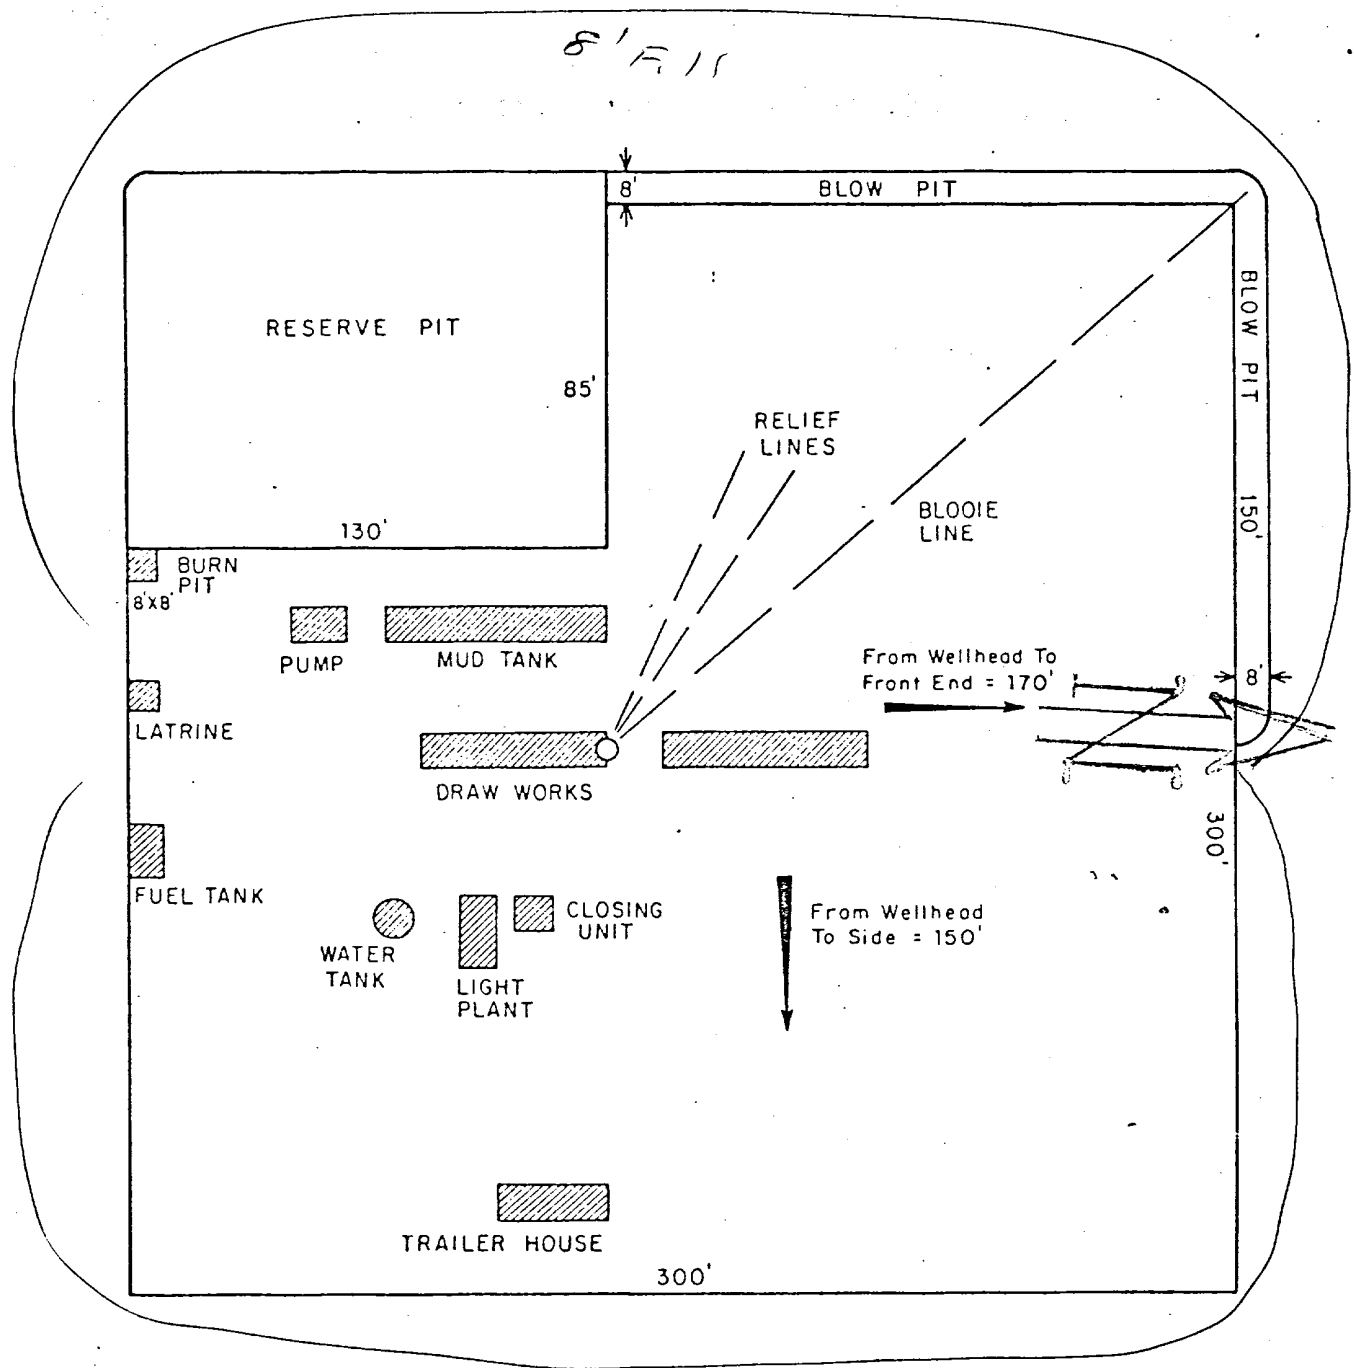 8' Fill
8'
BLOW PIT
BLOW PIT
RESERVE PIT
85'
RELIEF
LINES
BLOOIE
LINE
150'
130'
BURN
PIT
8'X8'
PUMP
MUD TANK
From Wellhead To
Front End = 170'
8'
LATRINE
DRAW WORKS
300'
FUEL TANK
WATER
TANK
LIGHT
PLANT
CLOSING
UNIT
From Wellhead
To Side = 150'
TRAILER HOUSE
300'